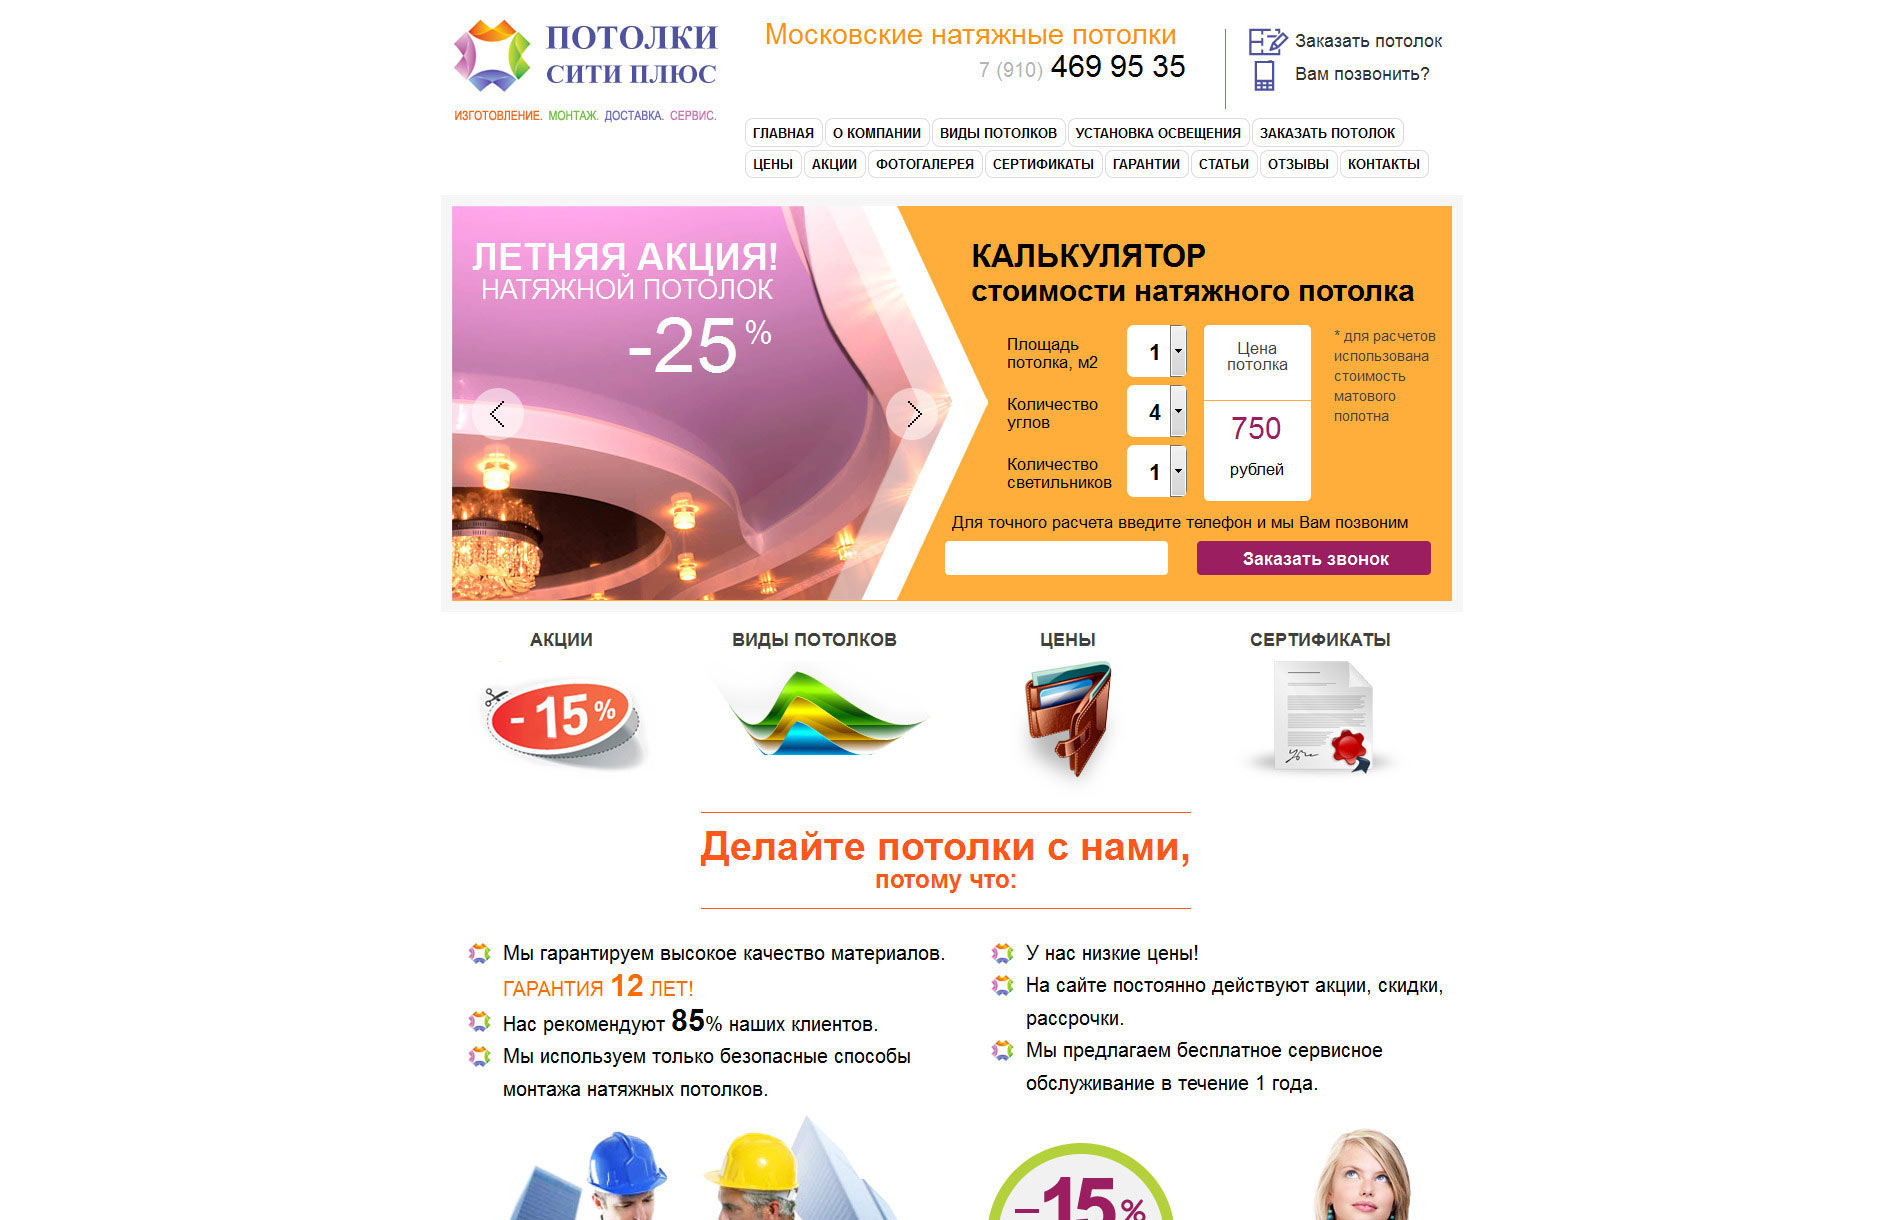 ПОТОЛКИ
СИТИ ПЛЮС
ИЗГОТОВЛЕНИЕ. МОНТАЖ. ДОСТАВКА. СЕРВИС.
Московские натяжные потолки
7 (910) 469 95 35
Заказать потолок
Вам позвонить?
ГЛАВНАЯ О КОМПАНИИ ВИДЫ ПОТОЛКОВ УСТАНОВКА ОСВЕЩЕНИЯ ЗАКАЗАТЬ ПОТОЛОК
ЦЕНЫ АКЦИИ ФОТОГАЛЕРЕЯ СЕРТИФИКАТЫ ГАРАНТИИ СТАТЬИ ОТЗЫВЫ КОНТАКТЫ
ЛЕТНЯЯ АКЦИЯ!
НАТЯЖНОЙ ПОТОЛОК
-25 %
КАЛЬКУЛЯТОР
стоимости натяжного потолка
Площадь
потолка, м2
1
Количество
углов
4
Количество
светильников
1
Цена
потолка
750
рублей
* для расчетов
использована
стоимость
матового
полотна
Для точного расчета введите телефон и мы Вам позвоним
Заказать звонок
АКЦИИ
ВИДЫ ПОТОЛКОВ
ЦЕНЫ
СЕРТИФИКАТЫ
- 15 %
Делайте потолки с нами,
потому что:
Мы гарантируем высокое качество материалов.
ГАРАНТИЯ 12 ЛЕТ!
Нас рекомендуют 85% наших клиентов.
Мы используем только безопасные способы
монтажа натяжных потолков.
У нас низкие цены!
На сайте постоянно действуют акции, скидки,
рассрочки.
Мы предлагаем бесплатное сервисное
обслуживание в течение 1 года.
–15 %